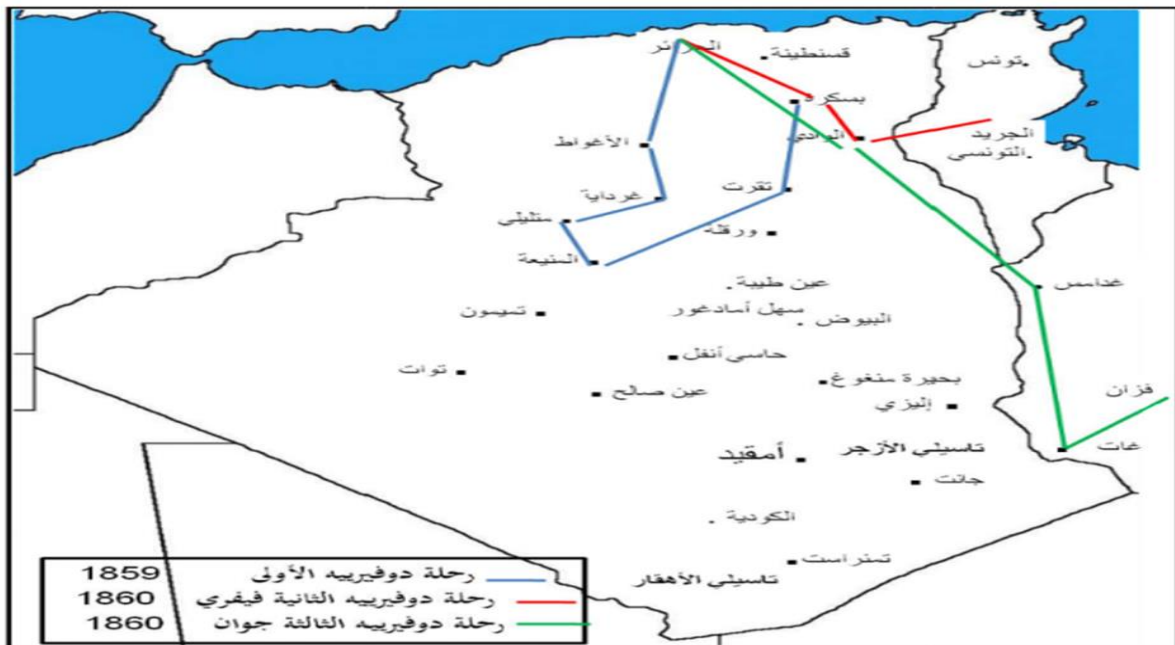 الجزائر
قسنطينة
تونس
بسكرة
الوادي
الجريد
التونسي
الأغواط
تقرت
غرداية
متليلي
ورقلة
المنيعة
غدامس
عين طيبة
تميمون
سهل أمادغور
البيوض
حاسي أنفل
توات
بحيرة منغوغ
عين صالح
إليزي
فزان
غات
أمقيد
تاسيلي الأزجر
جانت
الكودية
تمنراست
تاسيلي الأهقار
رحلة دوفيرييه الأولى 1859
رحلة دوفيرييه الثانية فيفري 1860
رحلة دوفيرييه الثالثة جوان 1860